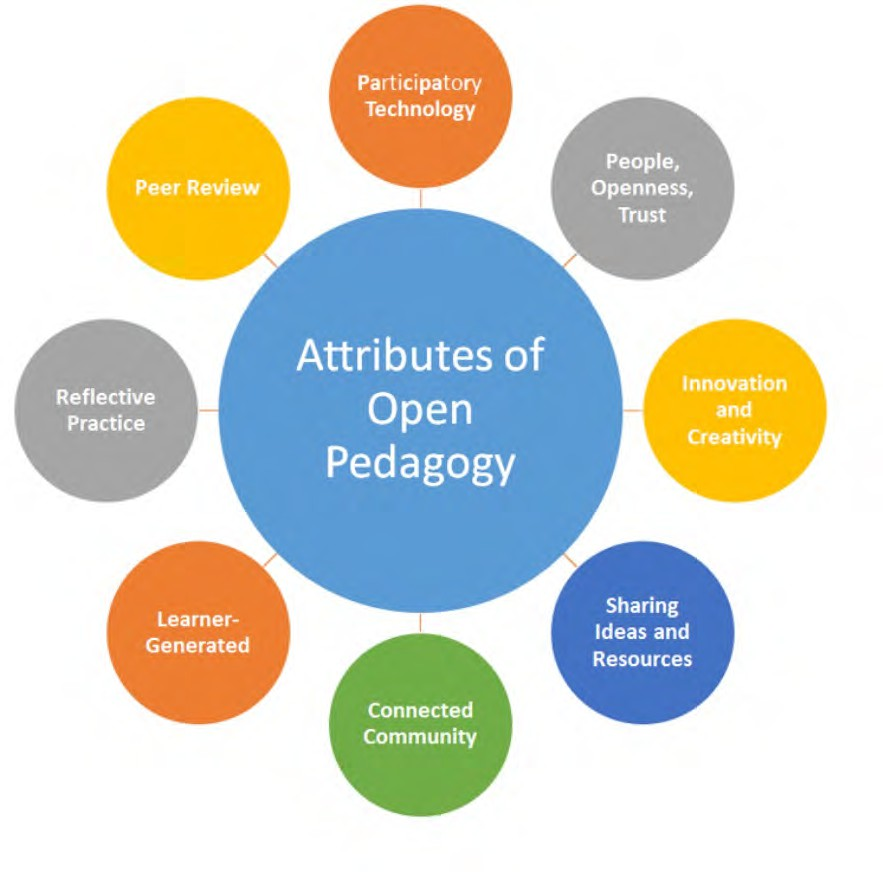 Attributes of
Open
Pedagogy
Participatory
Technology
People,
Openness,
Trust
Innovation
and
Creativity
Sharing
Ideas and
Resources
Connected
Community
Learner-
Generated
Reflective
Practice
Peer Review